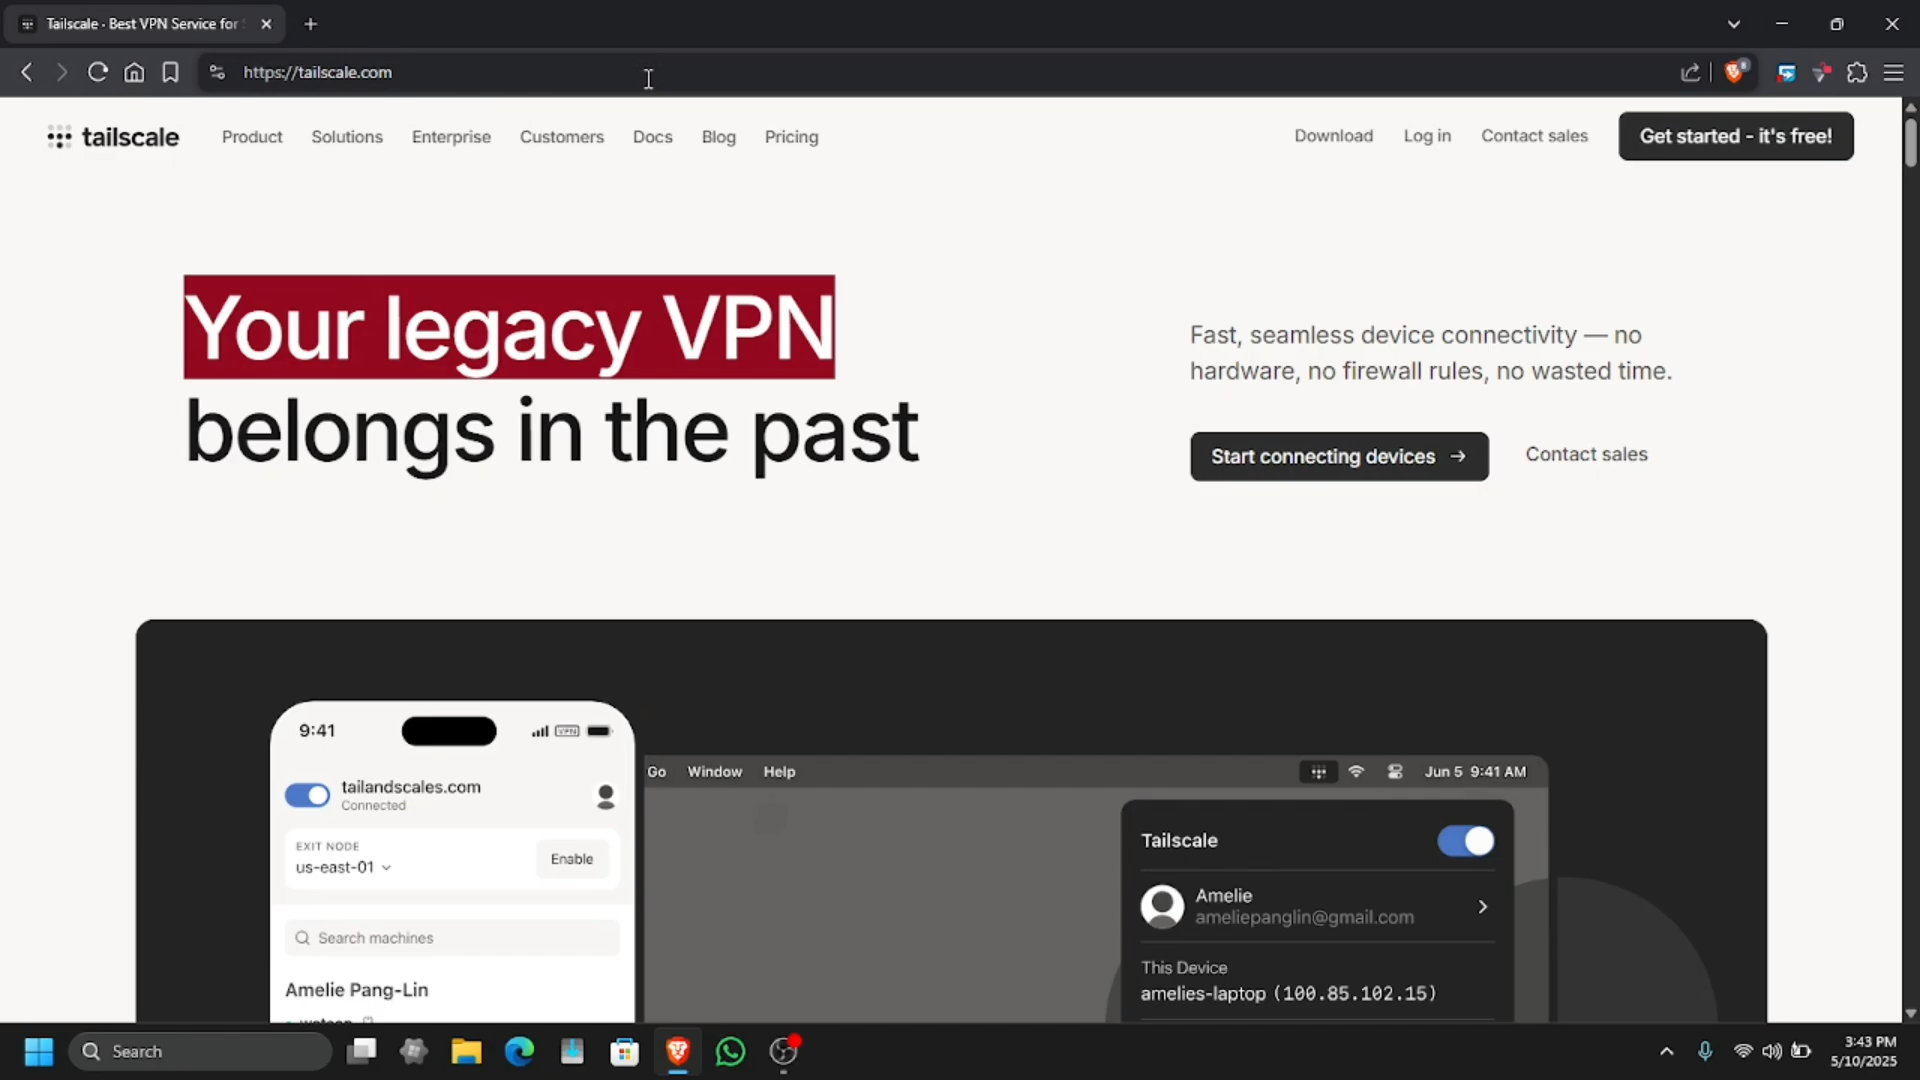 Tailscale · Best VPN Service for
https://tailscale.com
tailscale
Product
Solutions
Enterprise
Customers
Docs
Blog
Pricing
Download
Log in
Contact sales
Get started - it's free!
Your legacy VPN
belongs in the past
Fast, seamless device connectivity — no
hardware, no firewall rules, no wasted time.
Start connecting devices →
Contact sales
9:41
VPN
tailandscales.com
Connected
EXIT NODE
us-east-01
Enable
Search machines
Amelie Pang-Lin
Go
Window
Help
Jun 5 9:41 AM
Tailscale
Amelie
ameliepanglin@gmail.com
This Device
amelies-laptop (100.85.102.15)
Search
3:43 PM
5/10/2025